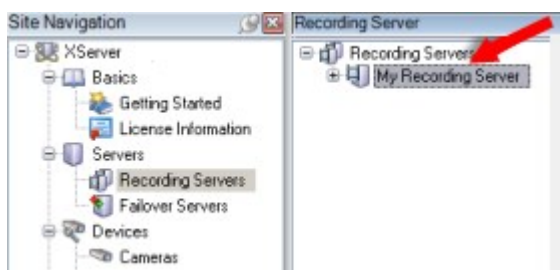 Site Navigation
XServer
Basics
Getting Started
License Information
Servers
Recording Servers
Failover Servers
Devices
Cameras
Recording Server
Recording Servers
My Recording Server